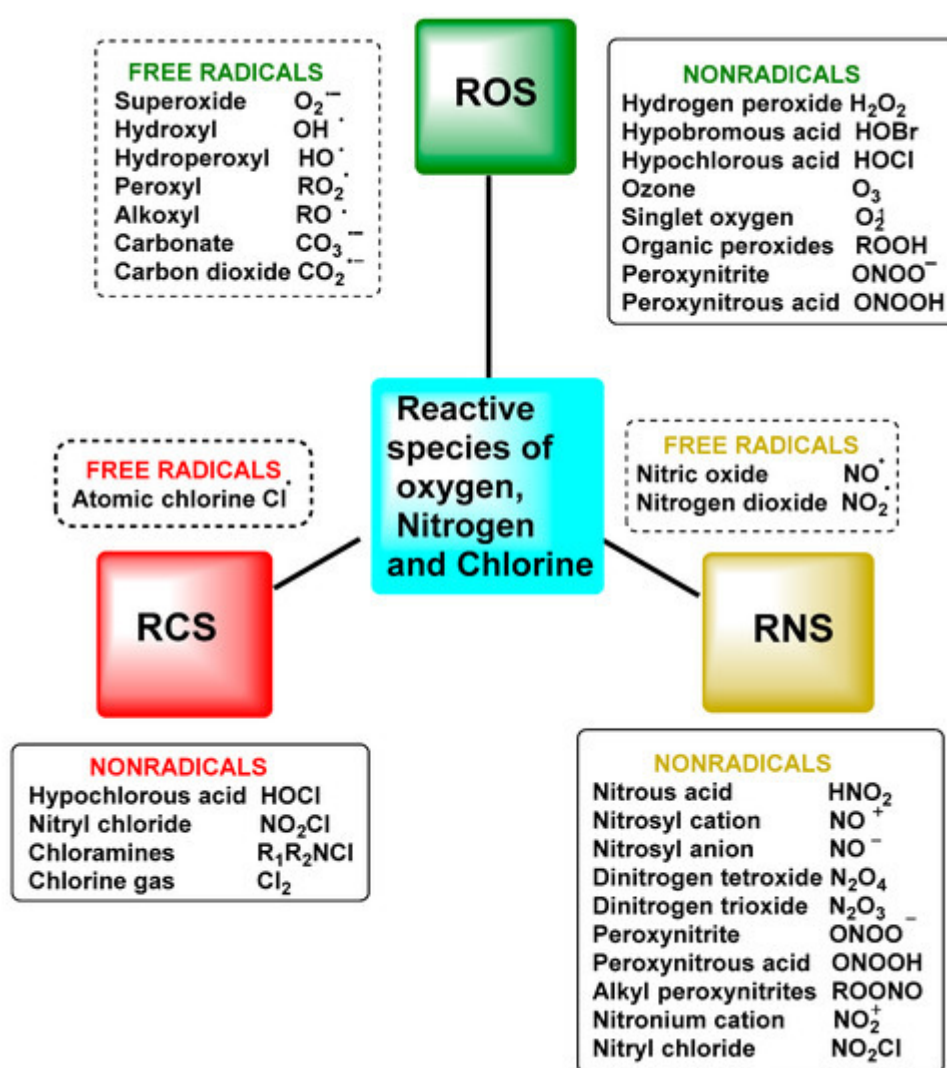 ROS
FREE RADICALS
Superoxide O₂˙⁻
Hydroxyl OH˙
Hydroperoxyl HO˙
Peroxyl RO₂˙
Alkoxyl RO˙
Carbonate CO₃˙⁻
Carbon dioxide CO₂˙⁻
NONRADICALS
Hydrogen peroxide H₂O₂
Hypobromous acid HOBr
Hypochlorous acid HOCl
Ozone O₃
Singlet oxygen O₂¹
Organic peroxides ROOH
Peroxynitrite ONOO⁻
Peroxynitrous acid ONOOH
Reactive
species of
oxygen,
Nitrogen
and Chlorine
FREE RADICALS
Atomic chlorine Cl˙
RCS
NONRADICALS
Hypochlorous acid HOCl
Nitryl chloride NO₂Cl
Chloramines R₁R₂NCl
Chlorine gas Cl₂
FREE RADICALS
Nitric oxide NO˙
Nitrogen dioxide NO₂˙
RNS
NONRADICALS
Nitrous acid HNO₂
Nitrosyl cation NO⁺
Nitrosyl anion NO⁻
Dinitrogen tetroxide N₂O₄
Dinitrogen trioxide N₂O₃
Peroxynitrite ONOO⁻
Peroxynitrous acid ONOOH
Alkyl peroxynitrites ROONO
Nitronium cation NO₂⁺
Nitryl chloride NO₂Cl